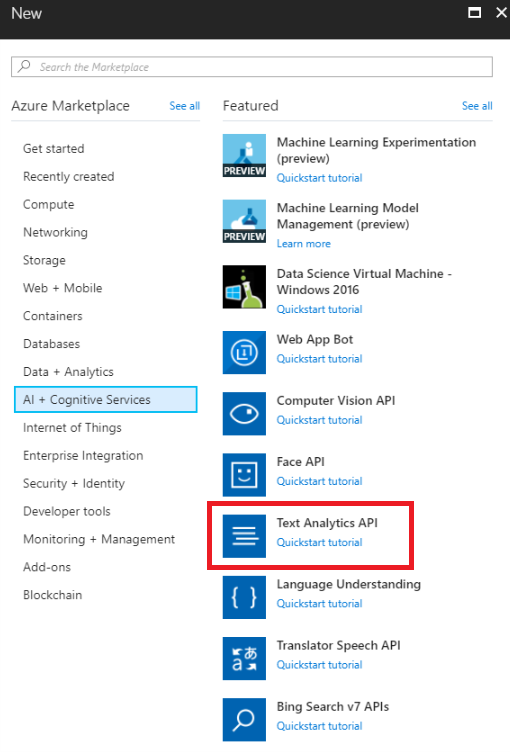 New
Search the Marketplace
Azure Marketplace
See all
Get started
Recently created
Compute
Networking
Storage
Web + Mobile
Containers
Databases
Data + Analytics
AI + Cognitive Services
Internet of Things
Enterprise Integration
Security + Identity
Developer tools
Monitoring + Management
Add-ons
Blockchain
Featured
See all
PREVIEW
Machine Learning Experimentation
(preview)
Quickstart tutorial
PREVIEW
Machine Learning Model
Management (preview)
Learn more
Data Science Virtual Machine -
Windows 2016
Quickstart tutorial
Web App Bot
Quickstart tutorial
Computer Vision API
Quickstart tutorial
Face API
Quickstart tutorial
Text Analytics API
Quickstart tutorial
{ }
Language Understanding
Quickstart tutorial
あ
a
Translator Speech API
Quickstart tutorial
Bing Search v7 APIs
Quickstart tutorial